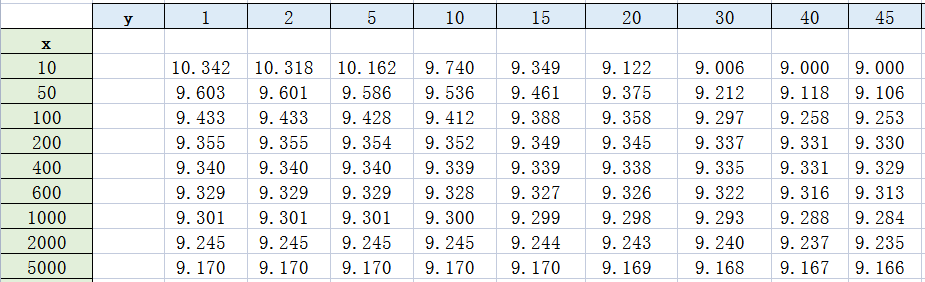 y 1 2 5 10 15 20 30 40 45
x
10 10.342 10.318 10.162 9.740 9.349 9.122 9.006 9.000 9.000
50 9.603 9.601 9.586 9.536 9.461 9.375 9.212 9.118 9.106
100 9.433 9.433 9.428 9.412 9.388 9.358 9.297 9.258 9.253
200 9.355 9.355 9.354 9.352 9.349 9.345 9.337 9.331 9.330
400 9.340 9.340 9.340 9.339 9.339 9.338 9.335 9.331 9.329
600 9.329 9.329 9.329 9.328 9.327 9.326 9.322 9.316 9.313
1000 9.301 9.301 9.301 9.300 9.299 9.298 9.293 9.288 9.284
2000 9.245 9.245 9.245 9.245 9.244 9.243 9.240 9.237 9.235
5000 9.170 9.170 9.170 9.170 9.170 9.169 9.168 9.167 9.166